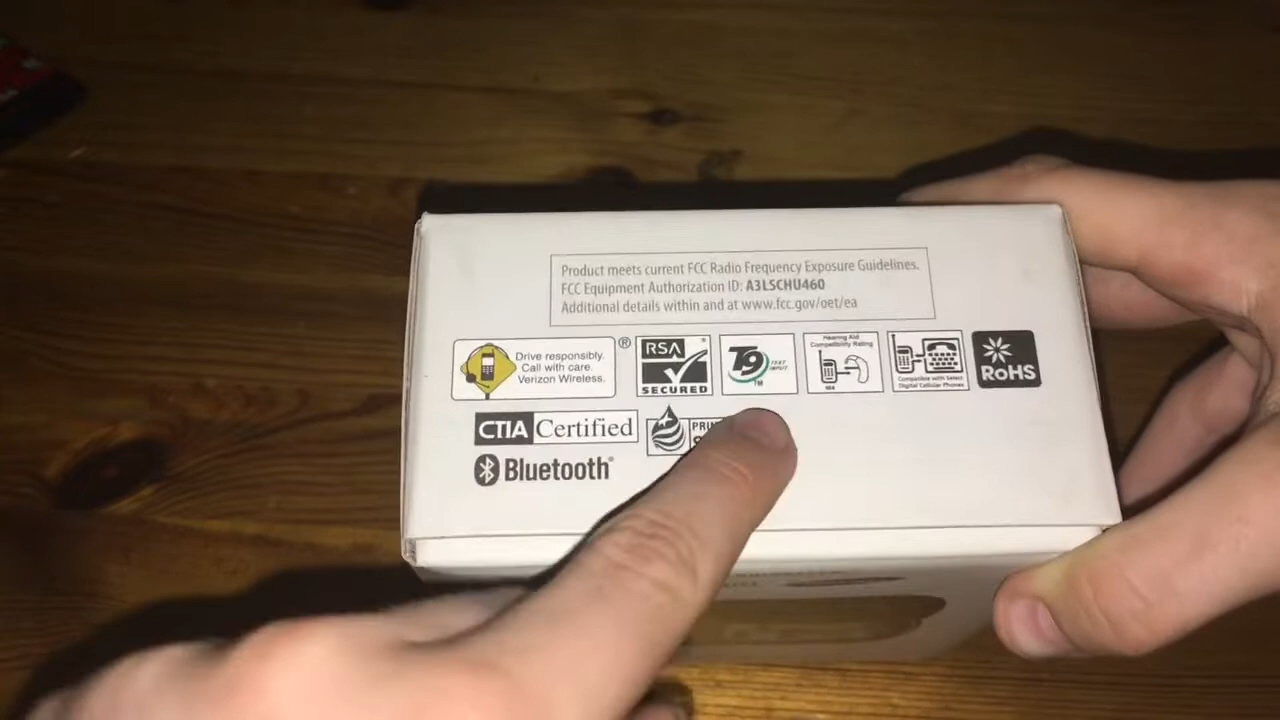 Product meets current FCC Radio Frequency Exposure Guidelines.
FCC Equipment Authorization ID: A3LSCHU460
Additional details within and at www.fcc.gov/oet/ea
Drive responsibly.
Call with care.
Verizon Wireless.
®
RSA
SECURED
T9 TEXT INPUT
TM
Hearing Aid
Compatibility Rating
M4
Compatible with Select
Digital Cellular Phones
RoHS
CTIA Certified
Bluetooth®